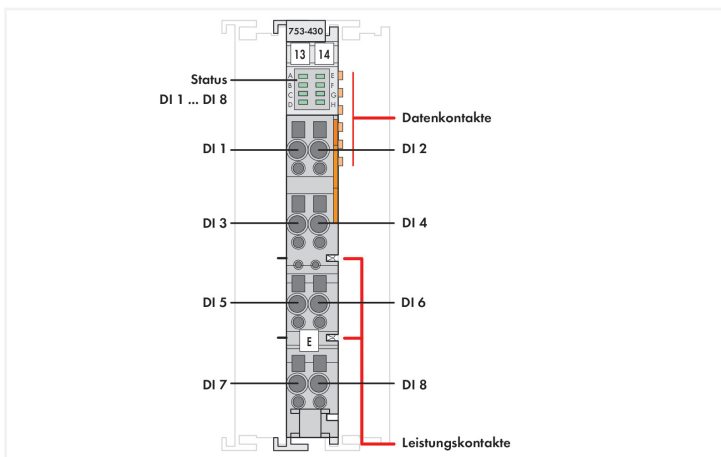 753-430
13 14
Status
DI 1 ... DI 8
A E
B F
C G
D H
Datenkontakte
DI 1 DI 2
DI 3 DI 4
DI 5 DI 6
E
DI 7 DI 8
Leistungskontakte